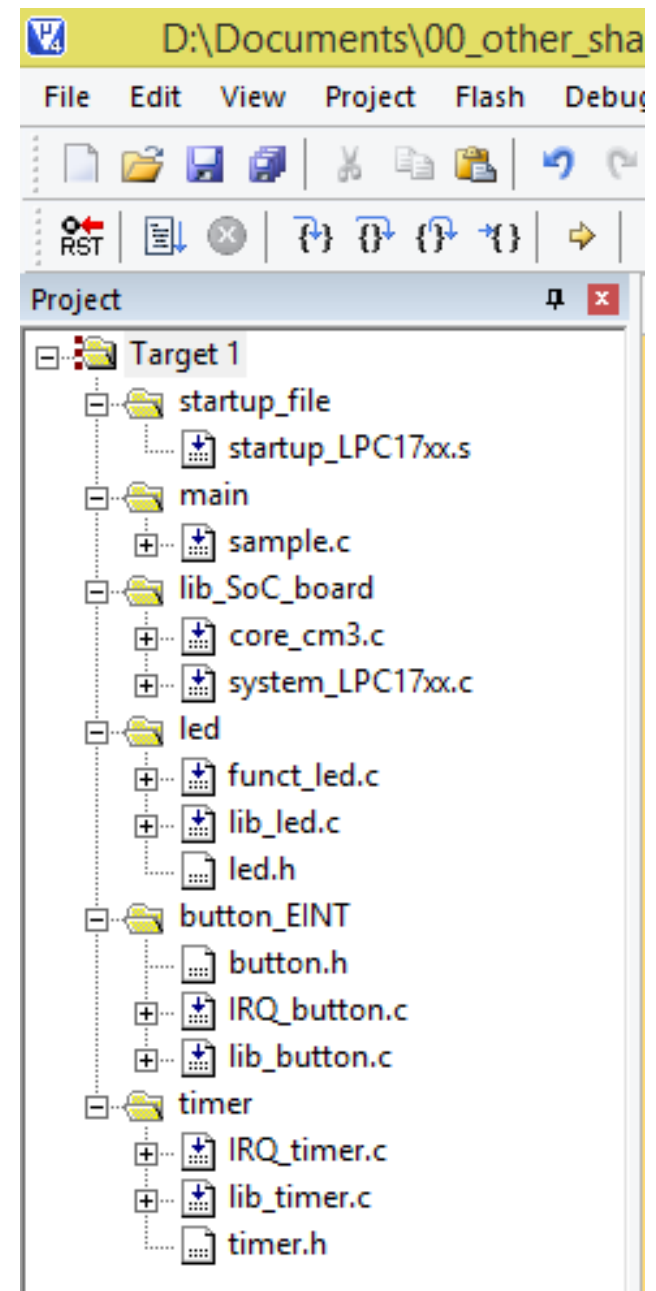 D:\Documents\00_other_sha
File Edit View Project Flash Debug
RST
Project
Target 1
startup_file
startup_LPC17xx.s
main
sample.c
lib_SoC_board
core_cm3.c
system_LPC17xx.c
led
funct_led.c
lib_led.c
led.h
button_EINT
button.h
IRQ_button.c
lib_button.c
timer
IRQ_timer.c
lib_timer.c
timer.h